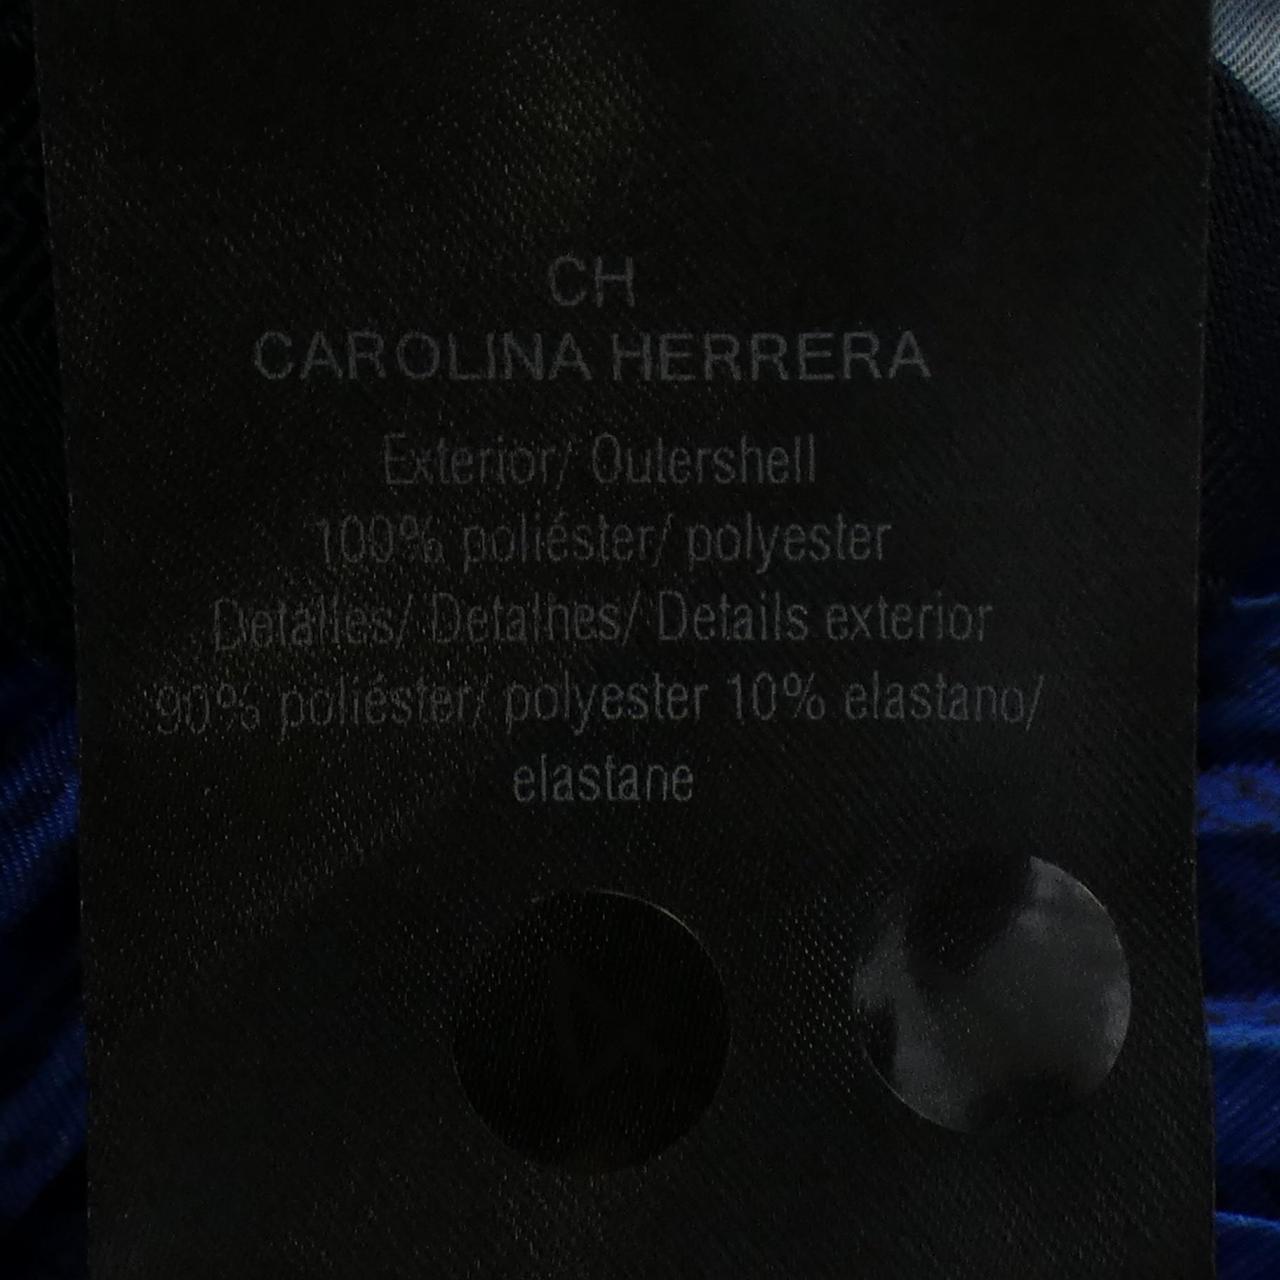 CH
CAROLINA HERRERA
Exterior/ Outershell
100% poliéster/ polyester
Detalles/ Detalhes/ Details exterior
90% poliéster/ polyester 10% elastano/
elastane